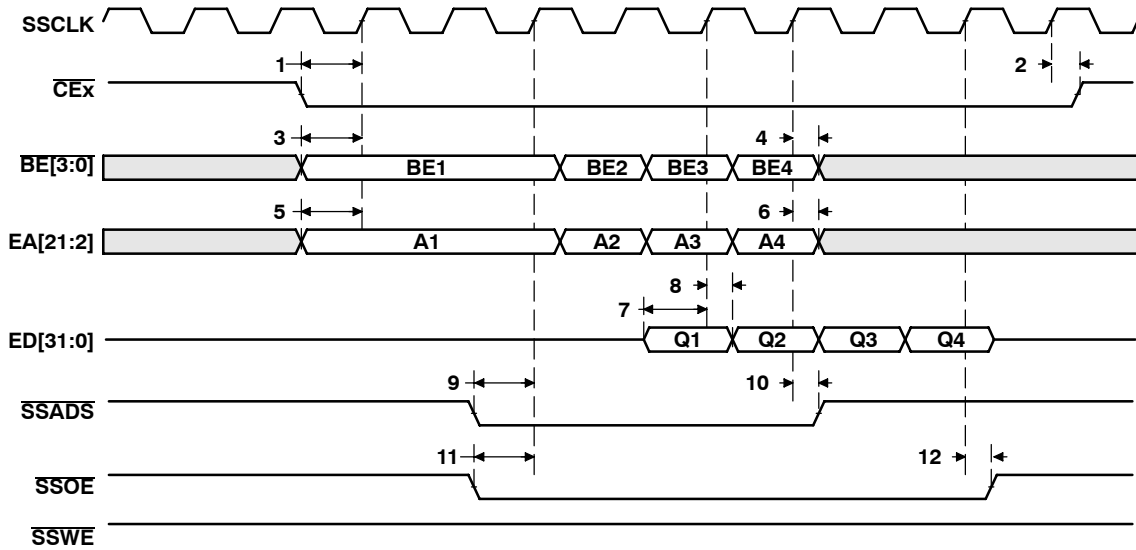 SSCLK
1
2
CEx
3
4
BE[3:0]
BE1
BE2
BE3
BE4
5
6
EA[21:2]
A1
A2
A3
A4
8
7
ED[31:0]
Q1
Q2
Q3
Q4
9
10
SSADS
11
12
SSOE
SSWE